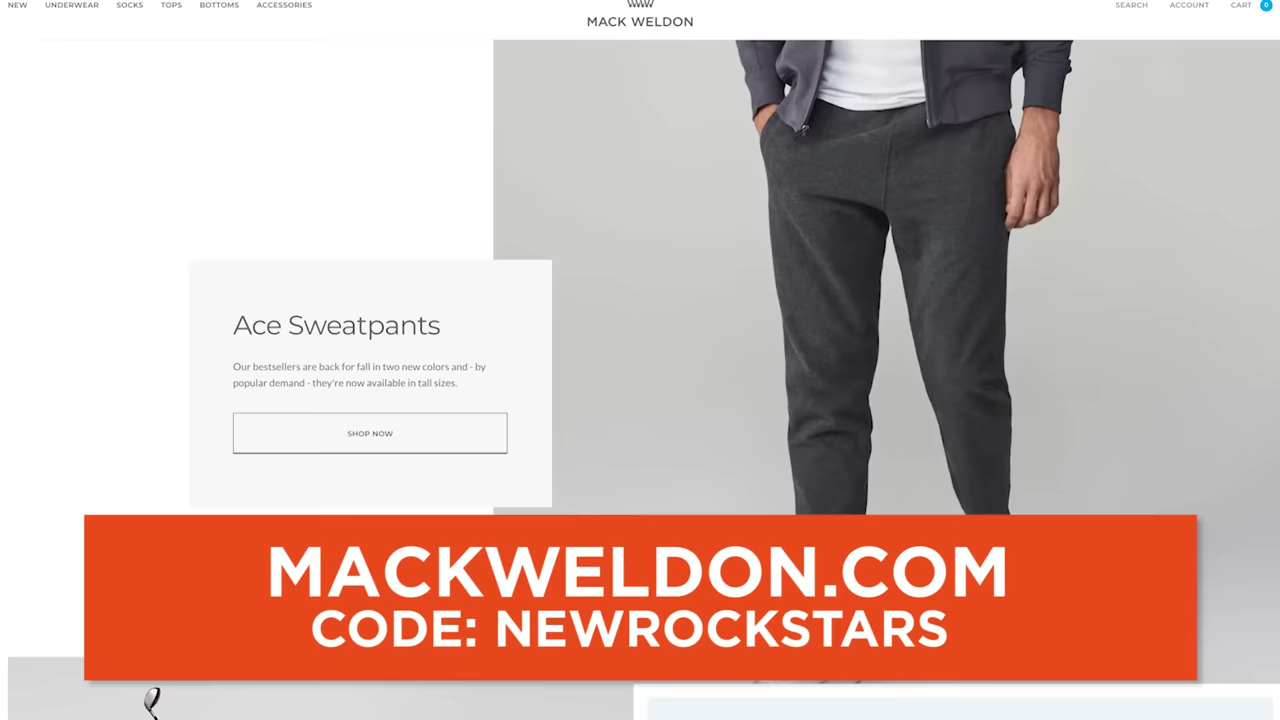 NEW UNDERWEAR SOCKS TOPS BOTTOMS ACCESSORIES
MACK WELDON
SEARCH ACCOUNT CART 0
Ace Sweatpants
Our bestsellers are back for fall in two new colors and - by
popular demand - they're now available in tall sizes.
SHOP NOW
MACKWELDON.COM
CODE: NEWROCKSTARS